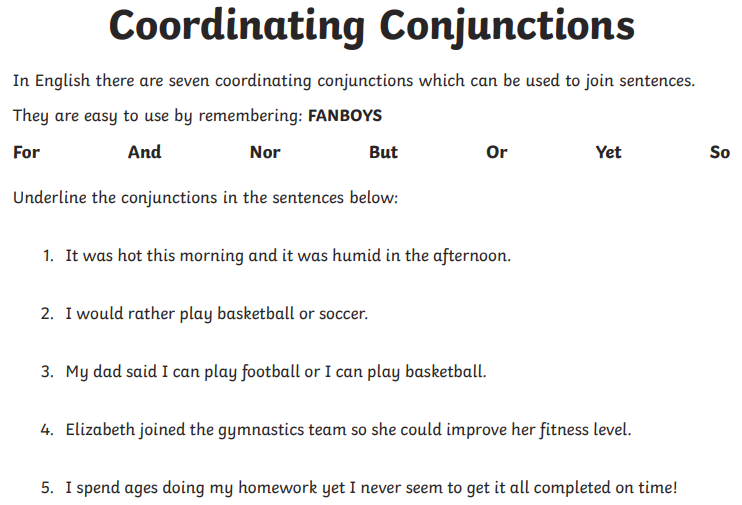 Coordinating Conjunctions
In English there are seven coordinating conjunctions which can be used to join sentences.
They are easy to use by remembering: FANBOYS
For And Nor But Or Yet So
Underline the conjunctions in the sentences below:
1. It was hot this morning and it was humid in the afternoon.
2. I would rather play basketball or soccer.
3. My dad said I can play football or I can play basketball.
4. Elizabeth joined the gymnastics team so she could improve her fitness level.
5. I spend ages doing my homework yet I never seem to get it all completed on time!